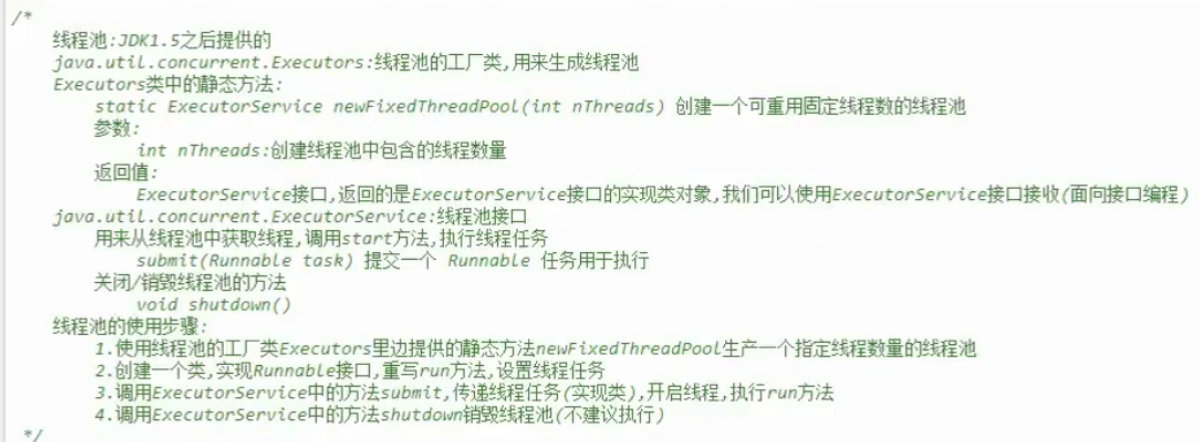 /*
线程池:JDK1.5之后提供的
java.util.concurrent.Executors:线程池的工厂类,用来生成线程池
Executors类中的静态方法:
static ExecutorService newFixedThreadPool(int nThreads) 创建一个可重用固定线程数的线程池
参数:
int nThreads:创建线程池中包含的线程数量
返回值:
ExecutorService接口,返回的是ExecutorService接口的实现类对象,我们可以使用ExecutorService接口接收(面向接口编程)
java.util.concurrent.ExecutorService:线程池接口
用来从线程池中获取线程,调用start方法,执行线程任务
submit(Runnable task) 提交一个 Runnable 任务用于执行
关闭/销毁线程池的方法
void shutdown()
线程池的使用步骤:
1.使用线程池的工厂类Executors里边提供的静态方法newFixedThreadPool生产一个指定线程数量的线程池
2.创建一个类,实现Runnable接口,重写run方法,设置线程任务
3.调用ExecutorService中的方法submit,传递线程任务(实现类),开启线程,执行run方法
4.调用ExecutorService中的方法shutdown销毁线程池(不建议执行)
*/